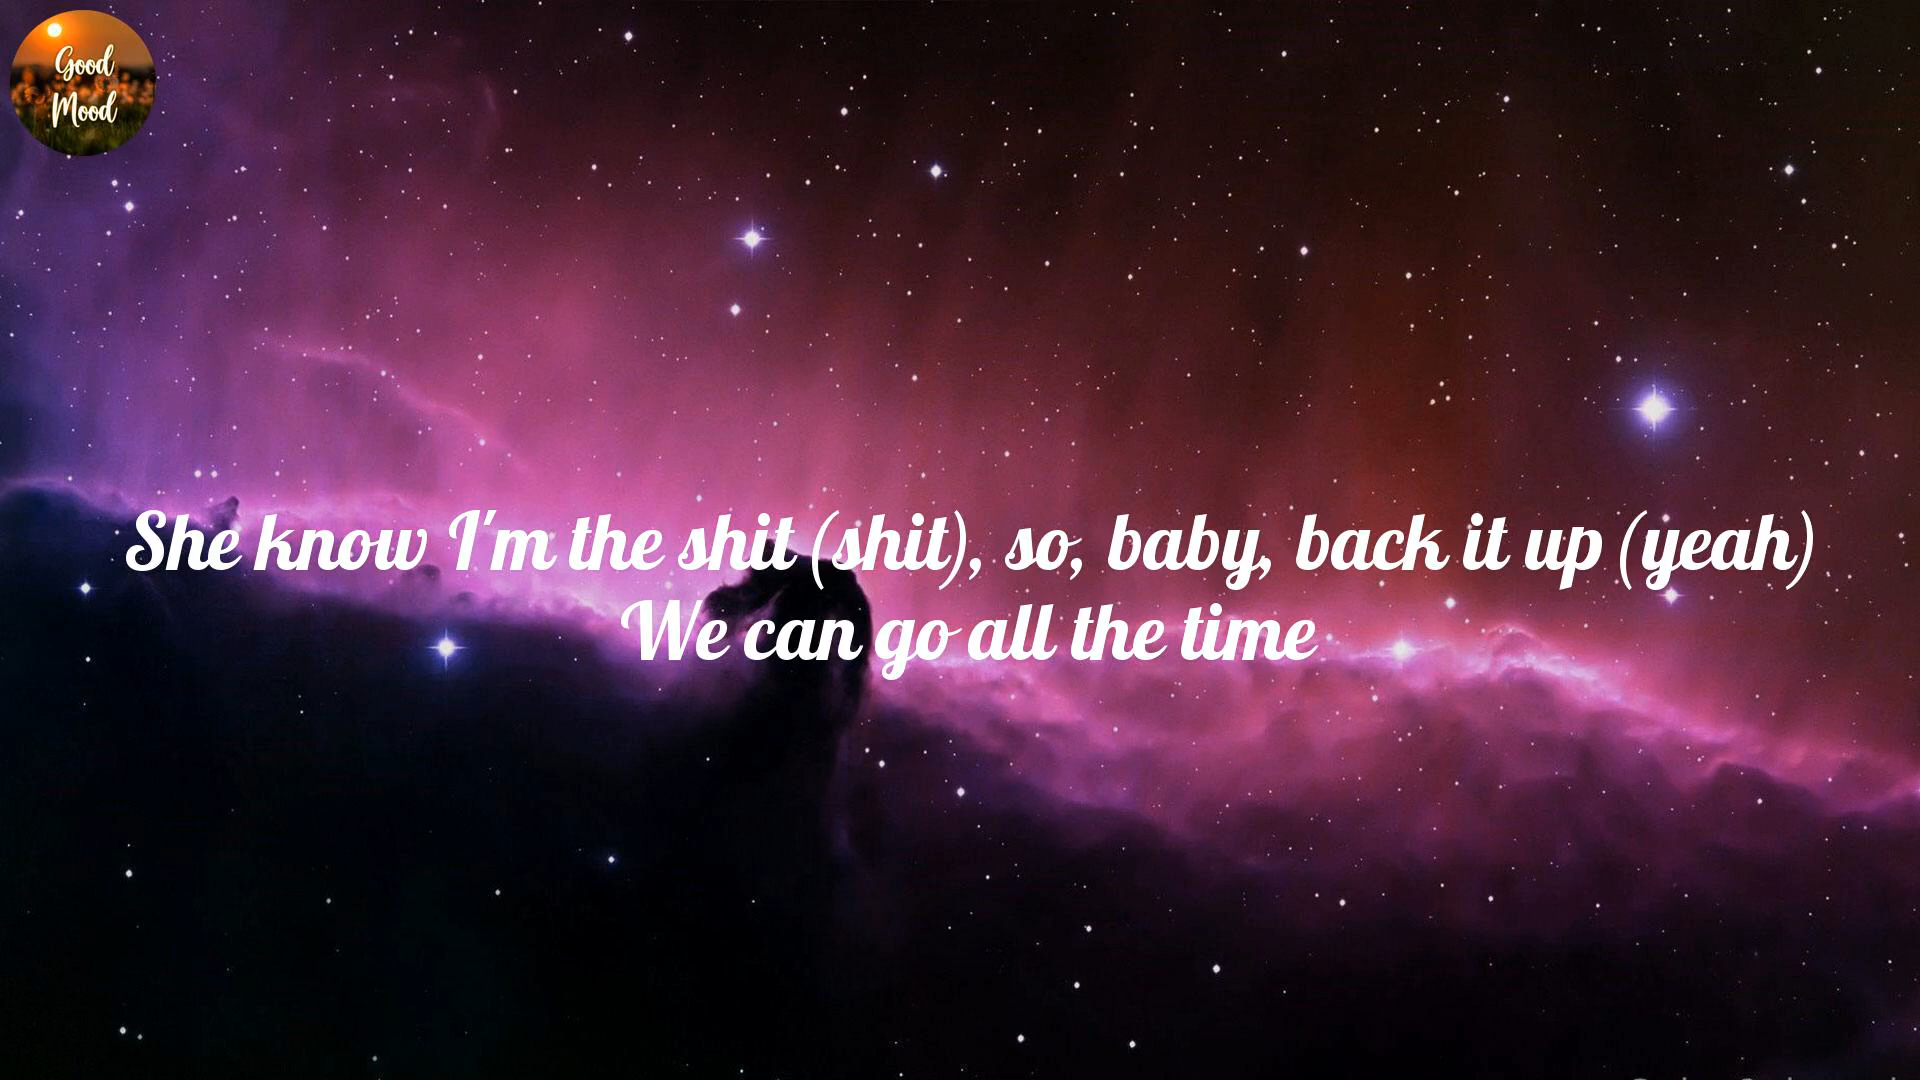 Good
Mood
She know I'm the shit (shit), so, baby, back it up (yeah)
We can go all the time